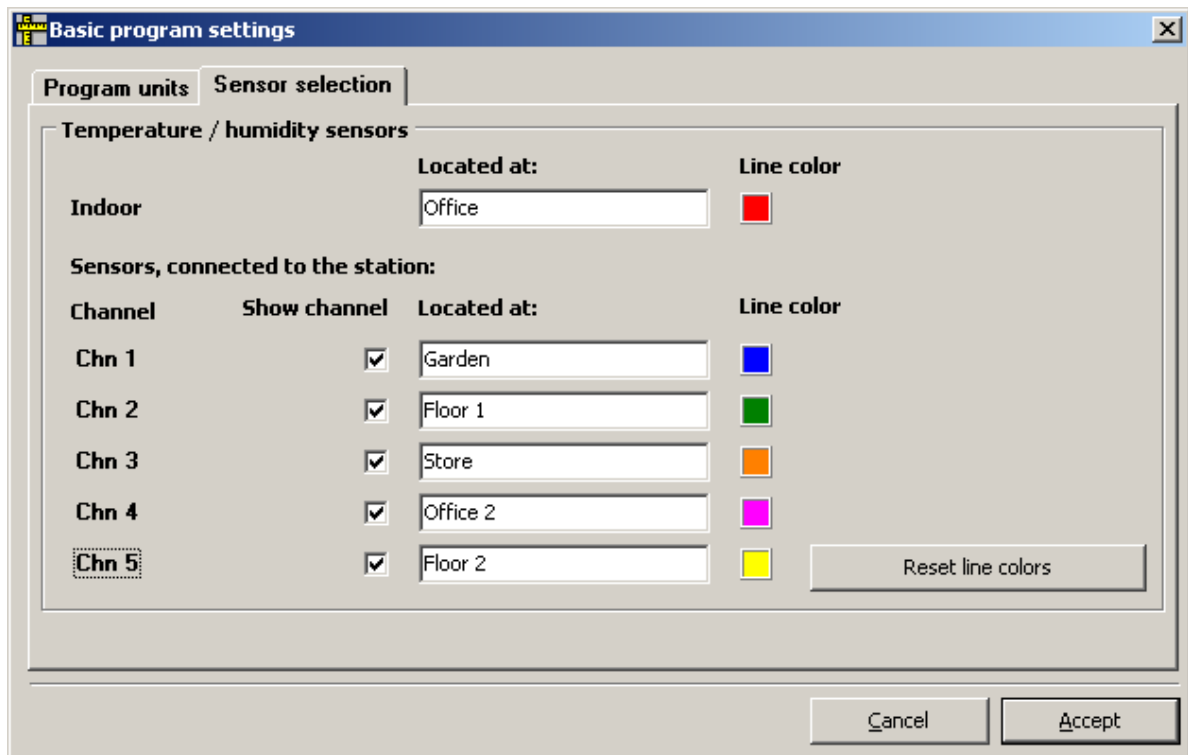 Basic program settings
Program units Sensor selection
Temperature / humidity sensors
Located at: Line color
Indoor Office
Sensors, connected to the station:
Channel Show channel Located at: Line color
Chn 1 Garden
Chn 2 Floor 1
Chn 3 Store
Chn 4 Office 2
Chn 5 Floor 2 Reset line colors
Cancel Accept